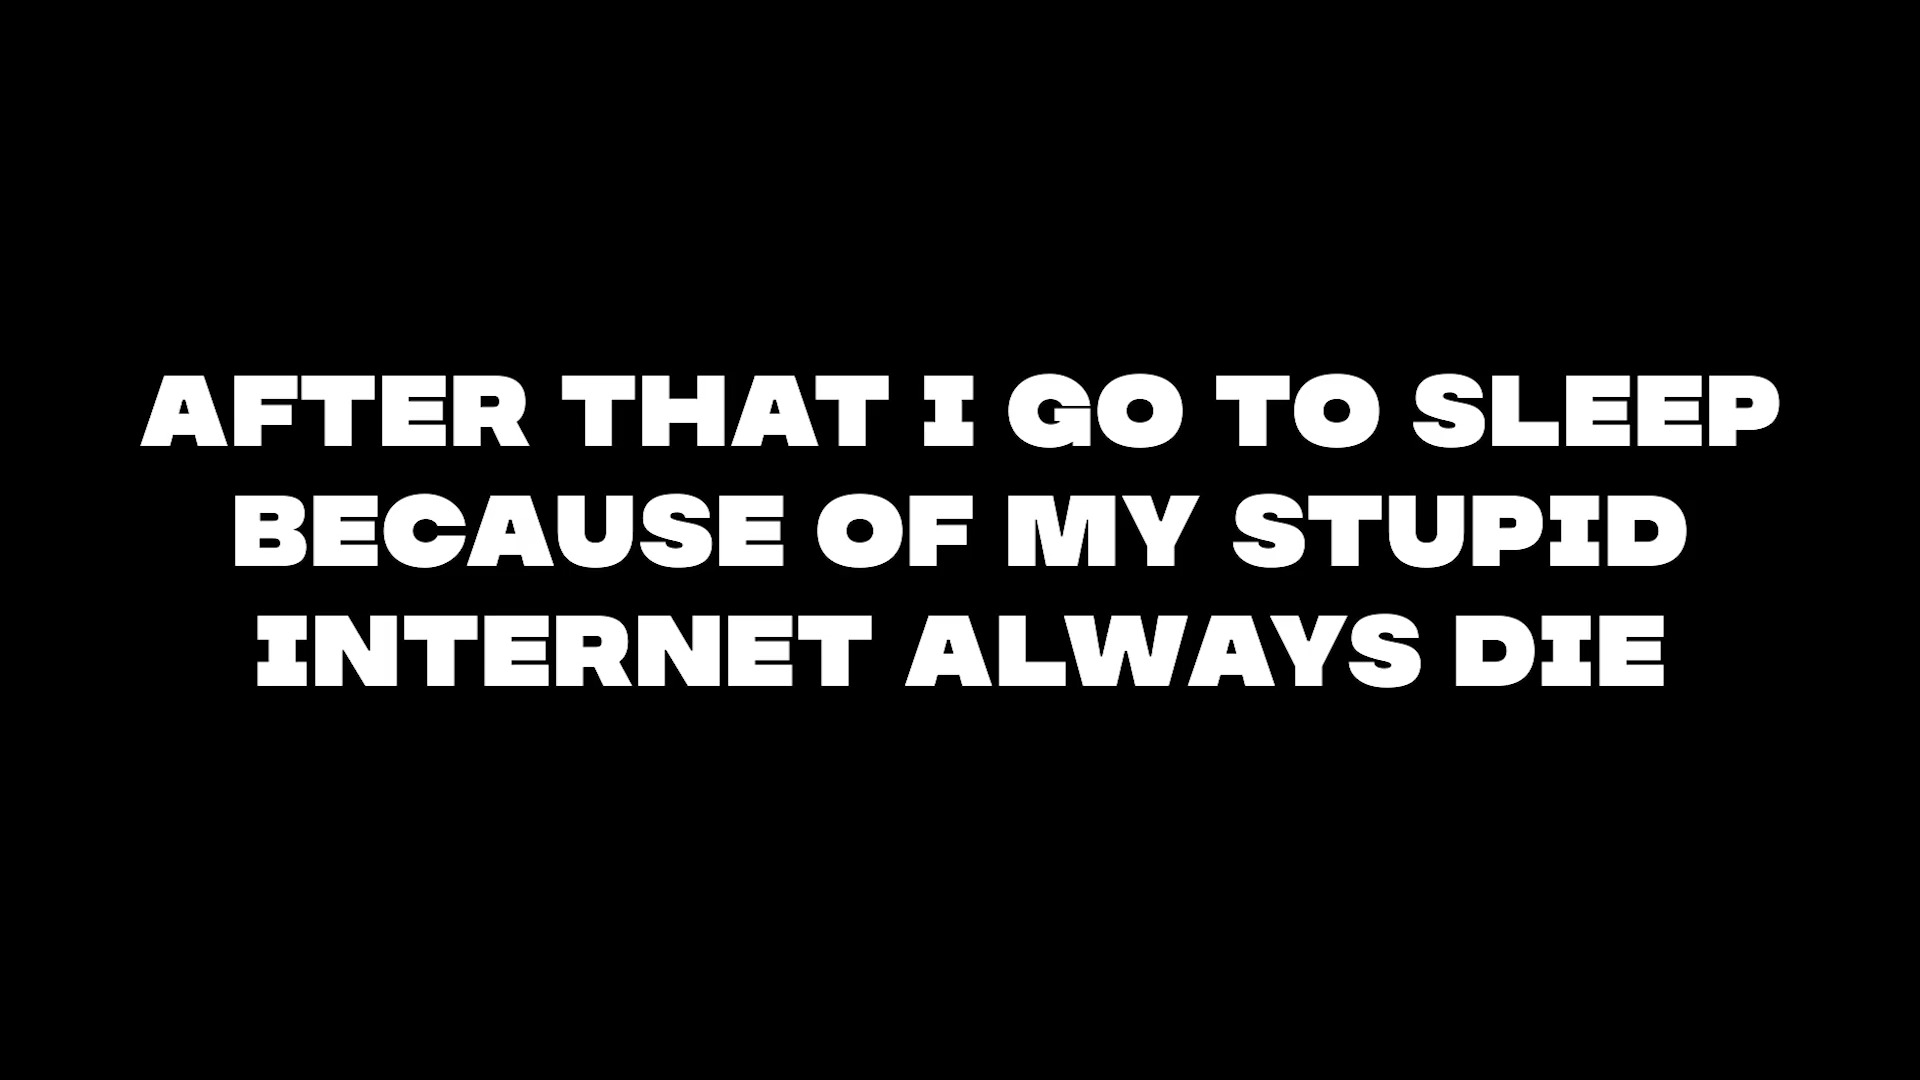 AFTER THAT I GO TO SLEEP
BECAUSE OF MY STUPID
INTERNET ALWAYS DIE